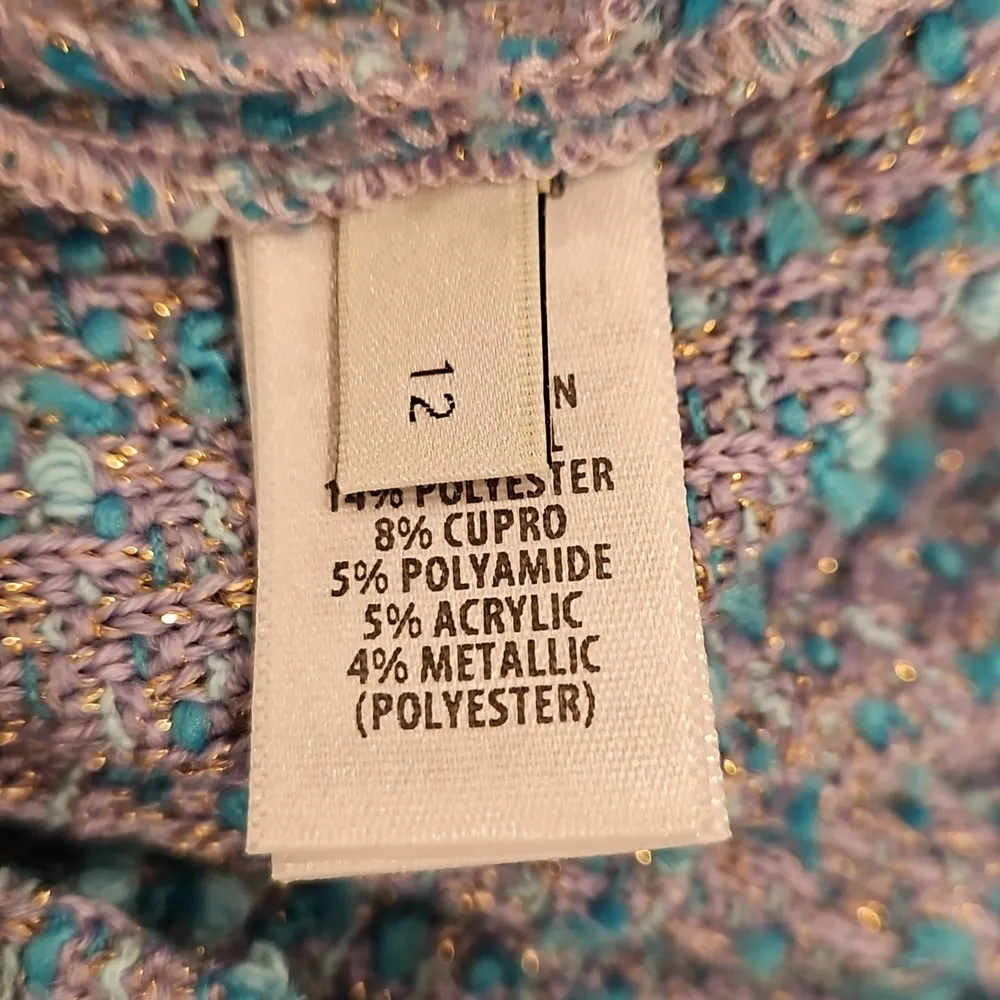 12
N
14% POLYESTER
8% CUPRO
5% POLYAMIDE
5% ACRYLIC
4% METALLIC
(POLYESTER)